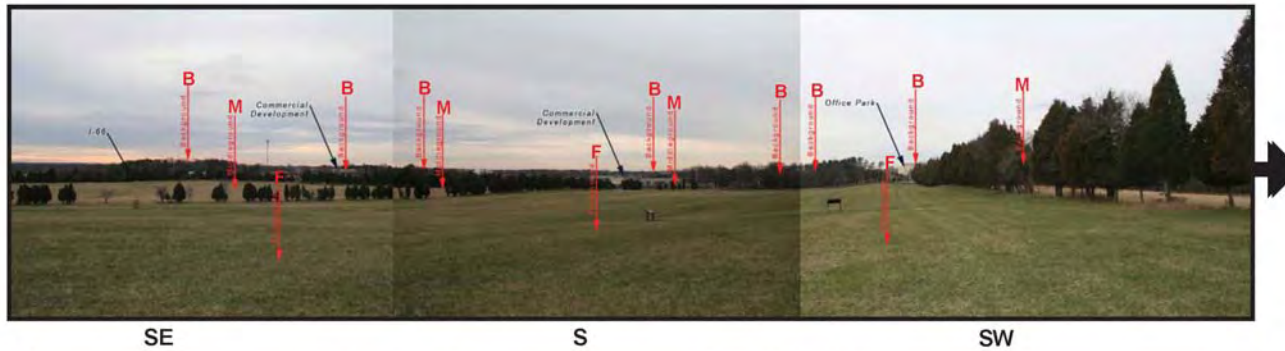 B
Background
M
Middleground
F
Foreground
I-66
Commercial
Development
B
Background
B
Background
M
Middleground
F
Foreground
Commercial
Development
B
Background
M
Middleground
B
Background
B
Background
Office Park
F
Foreground
B
Background
M
Middleground
SE
S
SW